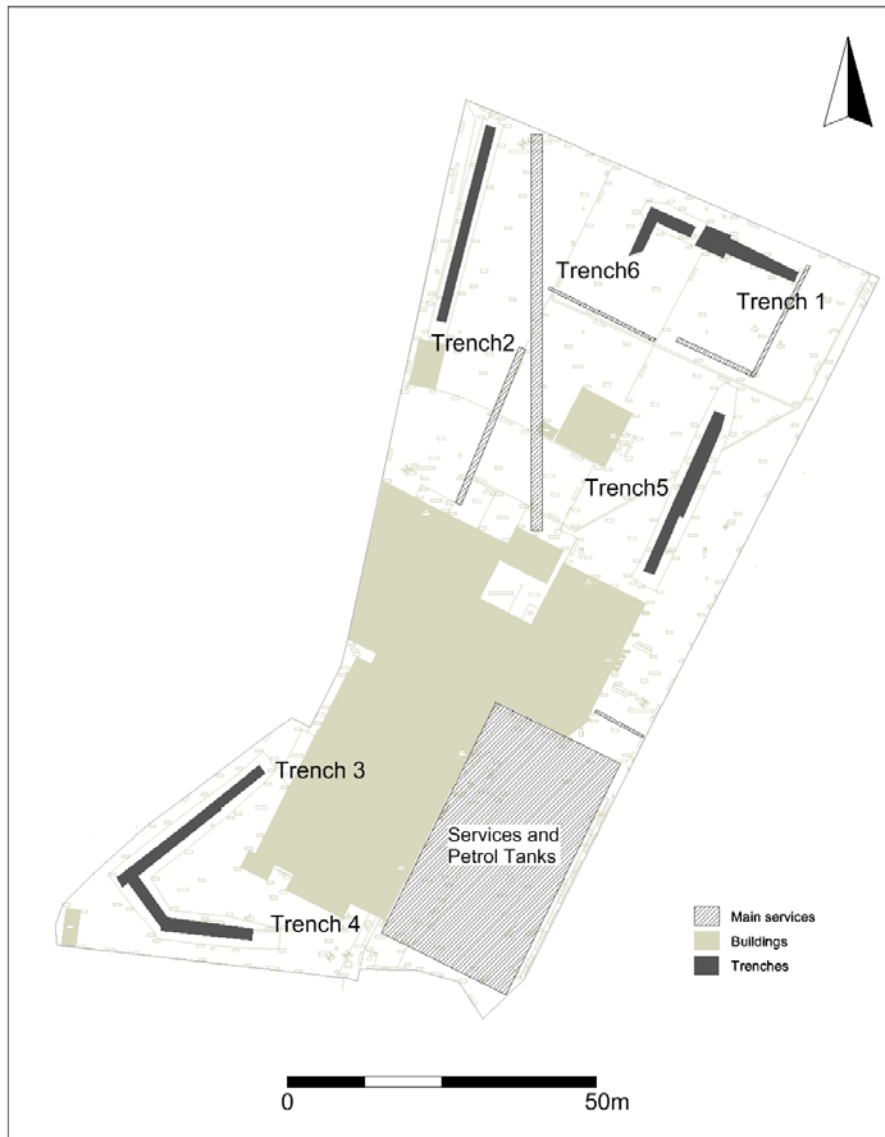 Trench6
Trench 1
Trench2
Trench5
Trench 3
Services and
Petrol Tanks
Trench 4
Main services
Buildings
Trenches
0
50m